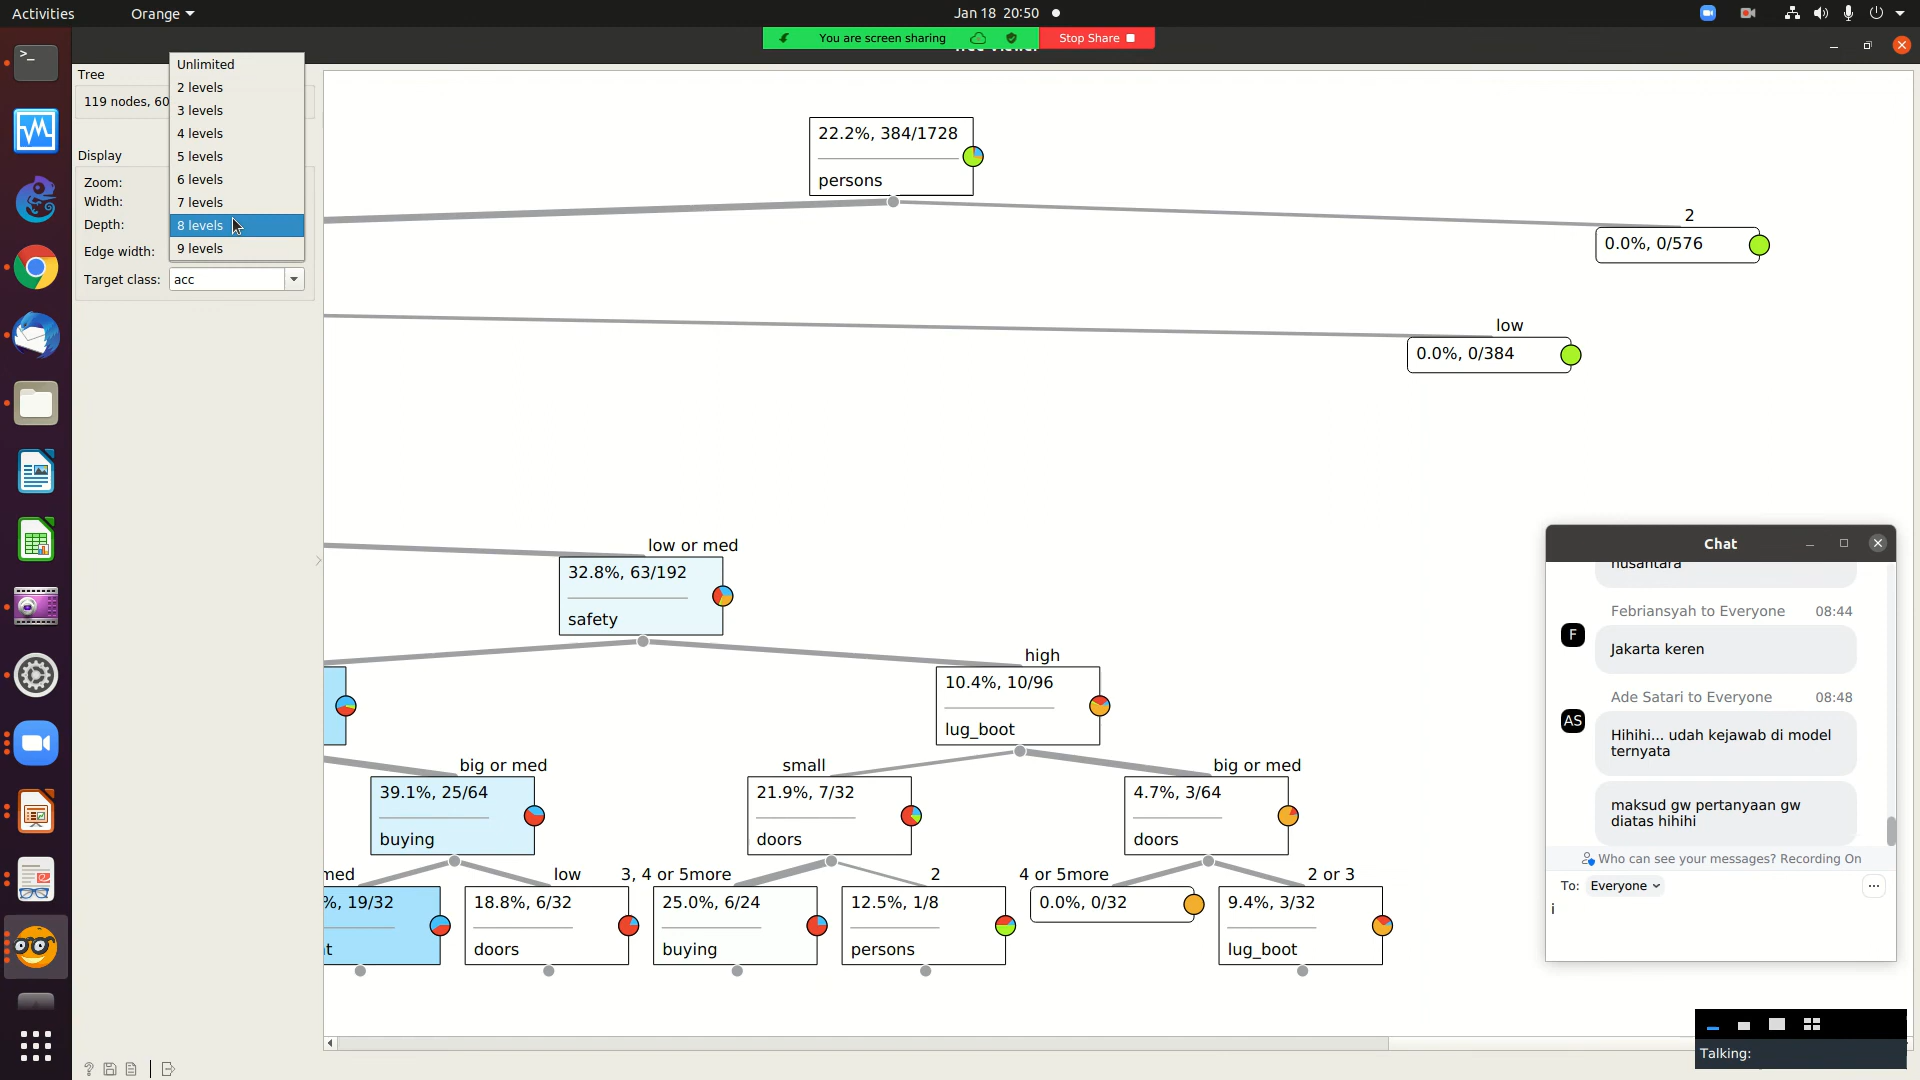 Activities
Orange
Jan 18 20:50
You are screen sharing
Stop Share
Tree
119 nodes, 60
Display
Zoom:
Width:
Depth:
Edge width:
Target class:
acc
Unlimited
2 levels
3 levels
4 levels
5 levels
6 levels
7 levels
8 levels
9 levels
22.2%, 384/1728
persons
2
0.0%, 0/576
low
0.0%, 0/384
low or med
32.8%, 63/192
safety
high
10.4%, 10/96
lug_boot
big or med
39.1%, 25/64
buying
small
21.9%, 7/32
doors
big or med
4.7%, 3/64
doors
med
%, 19/32
t
low
18.8%, 6/32
doors
3, 4 or 5more
25.0%, 6/24
buying
2
12.5%, 1/8
persons
4 or 5more
0.0%, 0/32
2 or 3
9.4%, 3/32
lug_boot
Chat
nusantara
Febriansyah to Everyone 08:44
F
Jakarta keren
Ade Satari to Everyone 08:48
AS
Hihihi... udah kejawab di model
ternyata
maksud gw pertanyaan gw
diatas hihihi
Who can see your messages? Recording On
To: Everyone
i
Talking: